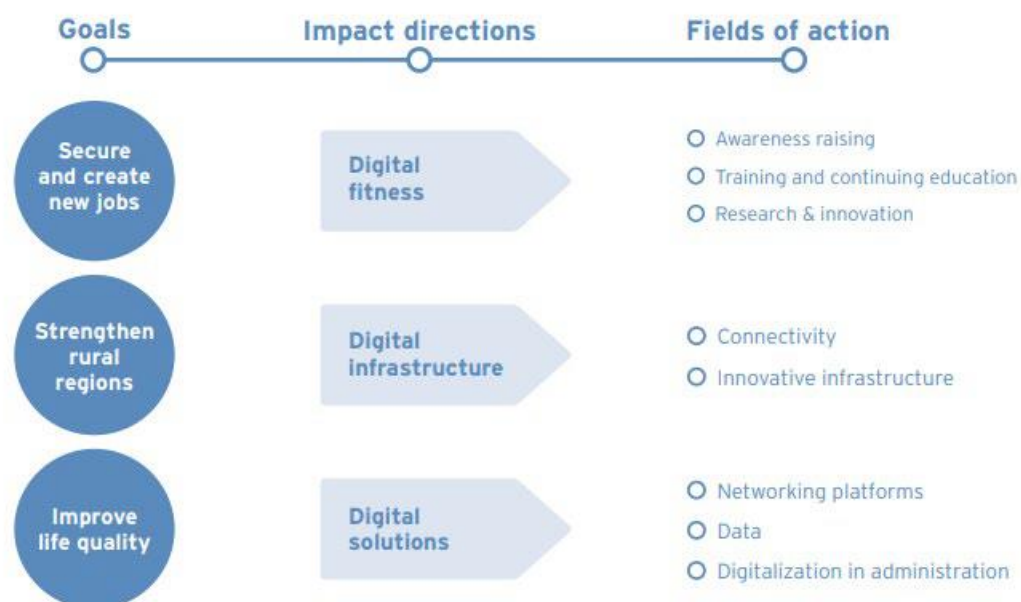 Goals
Impact directions
Fields of action
Secure
and create
new jobs
Digital
fitness
Awareness raising
Training and continuing education
Research & innovation
Strengthen
rural
regions
Digital
infrastructure
Connectivity
Innovative infrastructure
Improve
life quality
Digital
solutions
Networking platforms
Data
Digitalization in administration